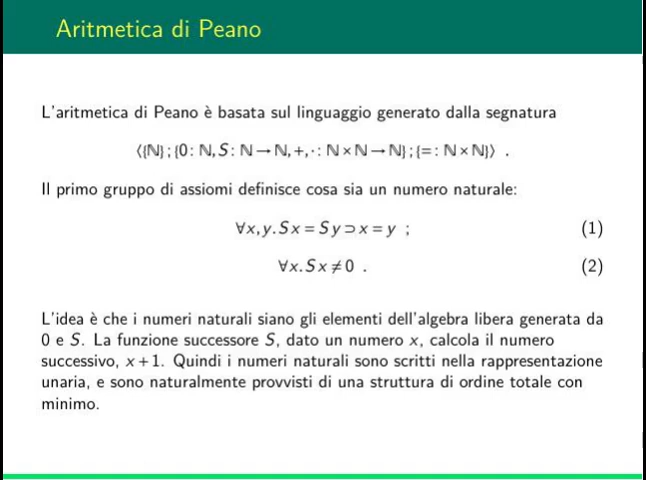 Aritmetica di Peano
L'aritmetica di Peano è basata sul linguaggio generato dalla segnatura
⟨{ℕ};{0: ℕ, S: ℕ→ℕ, +,·: ℕ×ℕ→ℕ};{=: ℕ×ℕ}⟩ .
Il primo gruppo di assiomi definisce cosa sia un numero naturale:
∀x,y. Sx = Sy ⊃ x = y ; (1)
∀x. Sx ≠ 0 . (2)
L'idea è che i numeri naturali siano gli elementi dell'algebra libera generata da
0 e S. La funzione successore S, dato un numero x, calcola il numero
successivo, x+1. Quindi i numeri naturali sono scritti nella rappresentazione
unaria, e sono naturalmente provvisti di una struttura di ordine totale con
minimo.